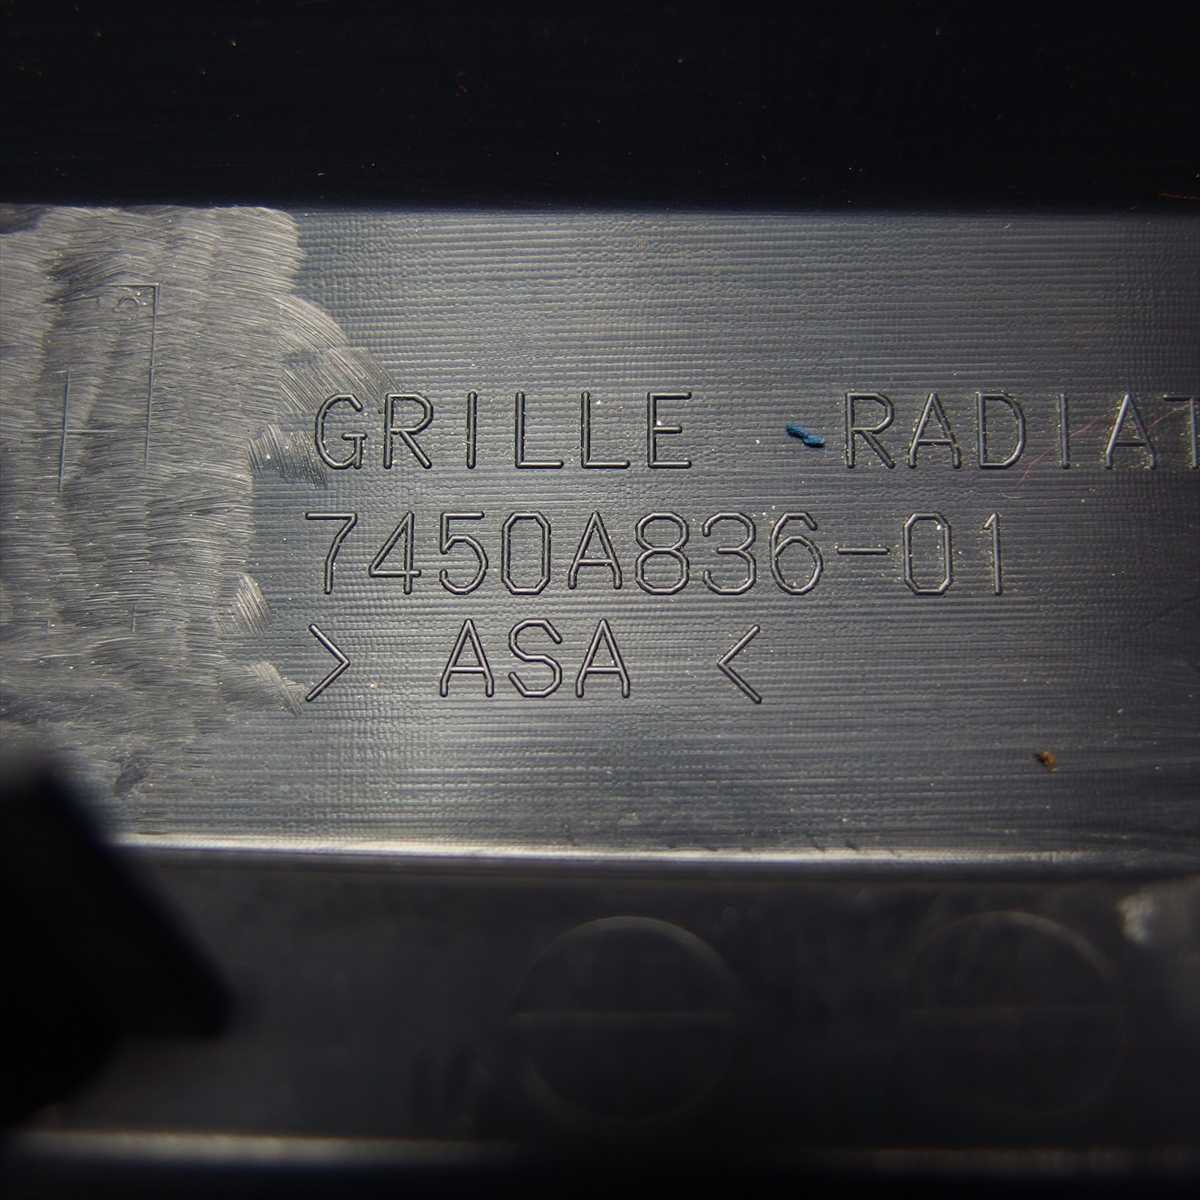 GRILLE RADIAT
7450A836-01
> ASA <